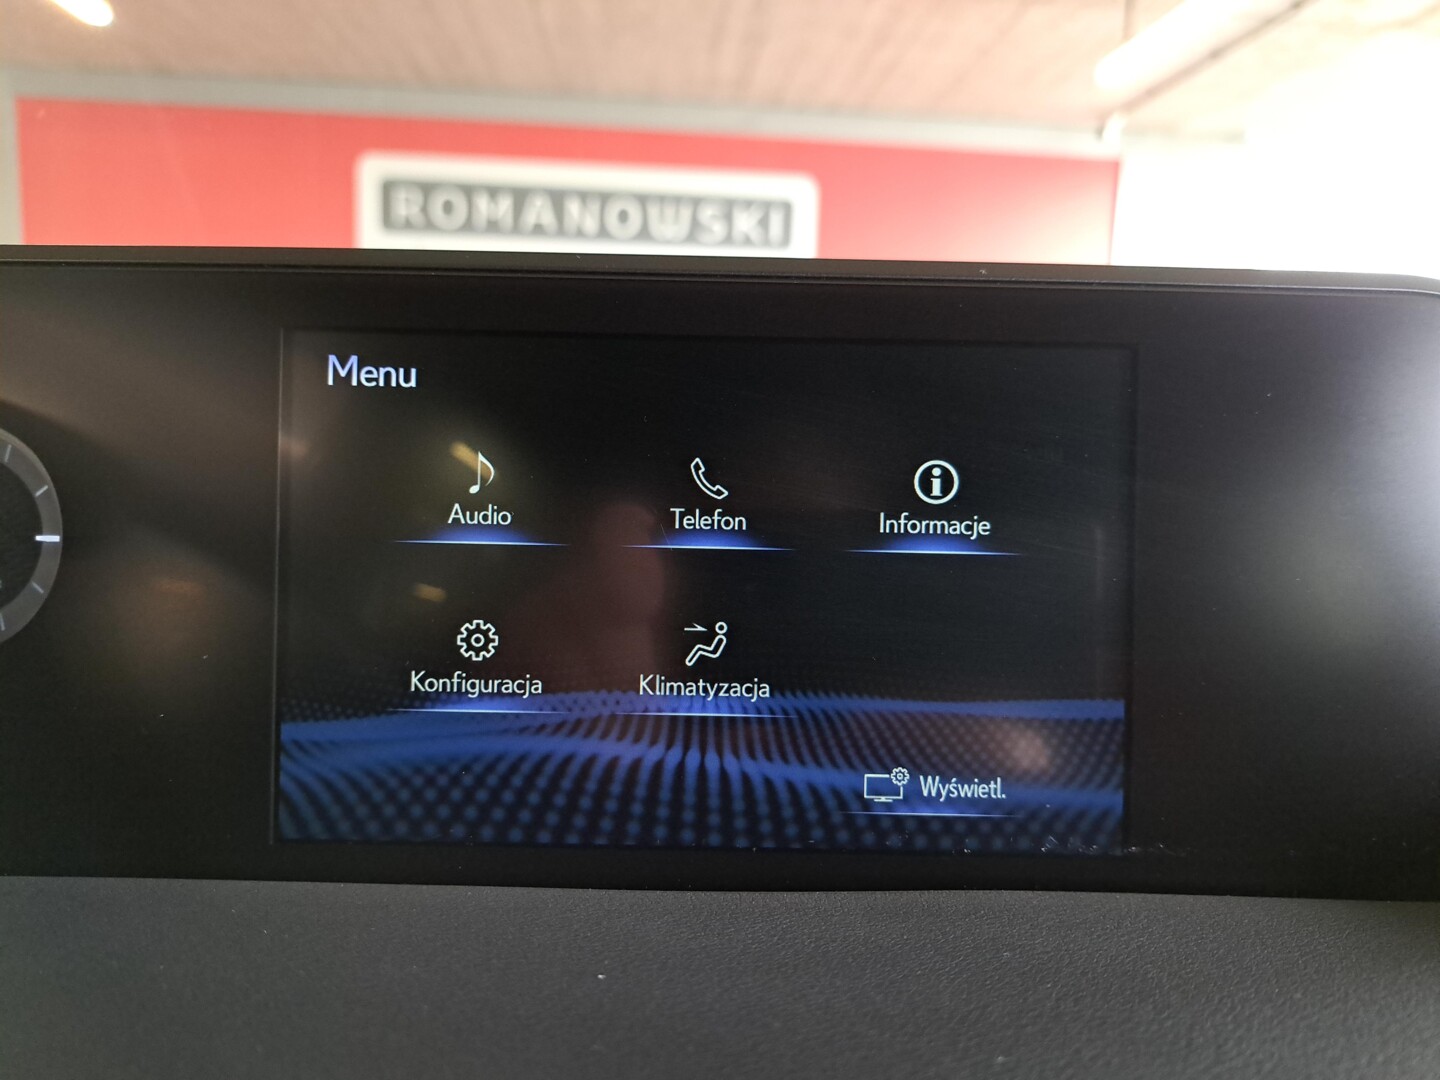 ROMANOWSKI
Menu
Audio
Telefon
Informacje
Konfiguracja
Klimatyzacja
Wyświetl.